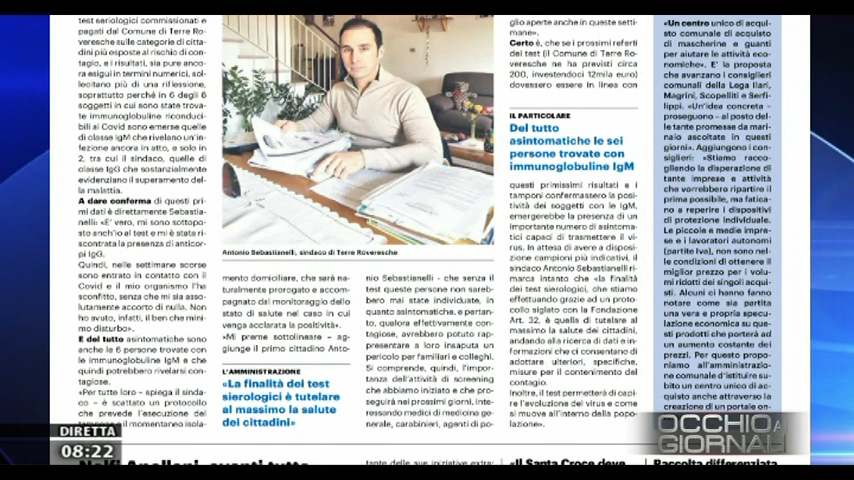 test sierologici commissionati e
pagati dal Comune di Terre Ro-
veresche sulle categorie di citta-
dini più esposte al rischio di con-
tagio, e i risultati, sia pure anco-
ra esigui in termini numerici, sol-
lecitano più di una riflessione,
soprattutto perché in 6 degli 8
soggetti in cui sono state trova-
te immunoglobuline riconduci-
bili al Covid sono emerse quelle
di classe IgM che rivelano un'in-
fezione ancora in atto, e solo in
2, tra cui il sindaco, quelle di
classe IgG che sostanzialmente
evidenziano il superamento del-
la malattia.
A dare conferma di questi pri-
mi dati è direttamente Sebastia-
nelli: «E' vero, mi sono sottopo-
sto anch'io al test e mi è stata ri-
scontrata la presenza di anticor-
pi IgG.
Quindi, nelle settimane scorse
sono entrato in contatto con il
Covid e il mio organismo l'ha
sconfitto, senza che mi sia asso-
lutamente accorto di nulla. Non
ho avuto, infatti, il ben che mini-
mo disturbo».
E del tutto asintomatiche sono
anche le 6 persone trovate con
le immunoglobuline IgM e che
quindi potrebbero rivelarsi con-
tagiose.
«Per tutte loro – spiega il sinda-
co – è scattato un protocollo
che prevede l'esecuzione del
e il momentaneo isola-
Antonio Sebastianelli, sindaco di Terre Roveresche
mento domiciliare, che sarà na-
turalmente prorogato e accom-
pagnato dal monitoraggio dello
stato di salute nel caso in cui
venga acclarata la positività».
«Mi preme sottolineare – ag-
giunge il primo cittadino Anto-
L'AMMINISTRAZIONE
«La finalità dei test
sierologici è tutelare
al massimo la salute
dei cittadini»
nio Sebastianelli - che senza il
test queste persone non sareb-
bero mai state individuate, in
quanto asintomatiche, e pertan-
to, qualora effettivamente con-
tagiose, avrebbero potuto rap-
presentare a loro insaputa un
pericolo per familiari e colleghi.
Si comprende, quindi, l'impor-
tanza dell'attività di screening
che abbiamo iniziato e che pro-
seguirà nei prossimi giorni, inte-
ressando medici di medicina ge-
nerale, carabinieri, agenti di po-
glio aperte anche in queste setti-
mane».
Certo è, che se i prossimi referti
dei test (il Comune di Terre Ro-
veresche ne ha previsti circa
200, investendoci 12mila euro)
dovessero essere in linea con
IL PARTICOLARE
Del tutto
asintomatiche le sei
persone trovate con
immunoglobuline IgM
questi primissimi risultati e i
tamponi confermassero la posi-
tività dei soggetti con le IgM,
emergerebbe la presenza di un
importante numero di asintoma-
tici capaci di trasmettere il vi-
rus. In attesa di avere a disposi-
zione campioni più indicativi, il
sindaco Antonio Sebastianelli ri-
marca intanto che «la finalità
dei test sierologici, che stiamo
effettuando grazie ad un proto-
collo siglato con la Fondazione
Art. 32, è quella di tutelare al
massimo la salute dei cittadini,
andando alla ricerca di dati e in-
formazioni che ci consentano di
adottare ulteriori, specifiche,
misure per il contenimento del
contagio.
Inoltre, il test permetterà di capi-
re l'evoluzione del virus e come
si muove all'interno della popo-
lazione».
«Un centro unico di acqui-
sto comunale di acquisto
di mascherine e guanti
per aiutare le attività eco-
nomiche». E' la proposta
che avanzano i consiglieri
comunali della Lega Ilari,
Magrini, Scopelliti e Serfi-
lippi. «Un'idea concreta –
proseguono – al posto del-
le tante promesse da mari-
naio ascoltate in questi
giorni». Aggiungono i con-
siglieri: «Stiamo racco-
gliendo la disperazione di
tante imprese e attività
che vorrebbero ripartire il
prima possibile, ma fatica-
no a reperire i dispositivi
di protezione individuale.
Le piccole e medie impre-
se e i lavoratori autonomi
(partite Iva), non sono nel-
le condizioni di ottenere il
miglior prezzo per i volu-
mi ridotti dei singoli acqui-
sti. Alcuni ci hanno fanno
notare come sia partita
una vera e propria specu-
lazione economica su que-
sti prodotti che porterà ad
un aumento costante dei
prezzi. Per questo propo-
niamo all'amministrazio-
ne comunale d'istituire su-
bito un centro unico di ac-
quisto anche attraverso la
creazione di un portale on-
DIRETTA
08:22
OCCHIO AI
GIORNALI
avanti tutta
tante delle sue iniziative extra:
«Il Santa Croce deve
Raccolta differenziata